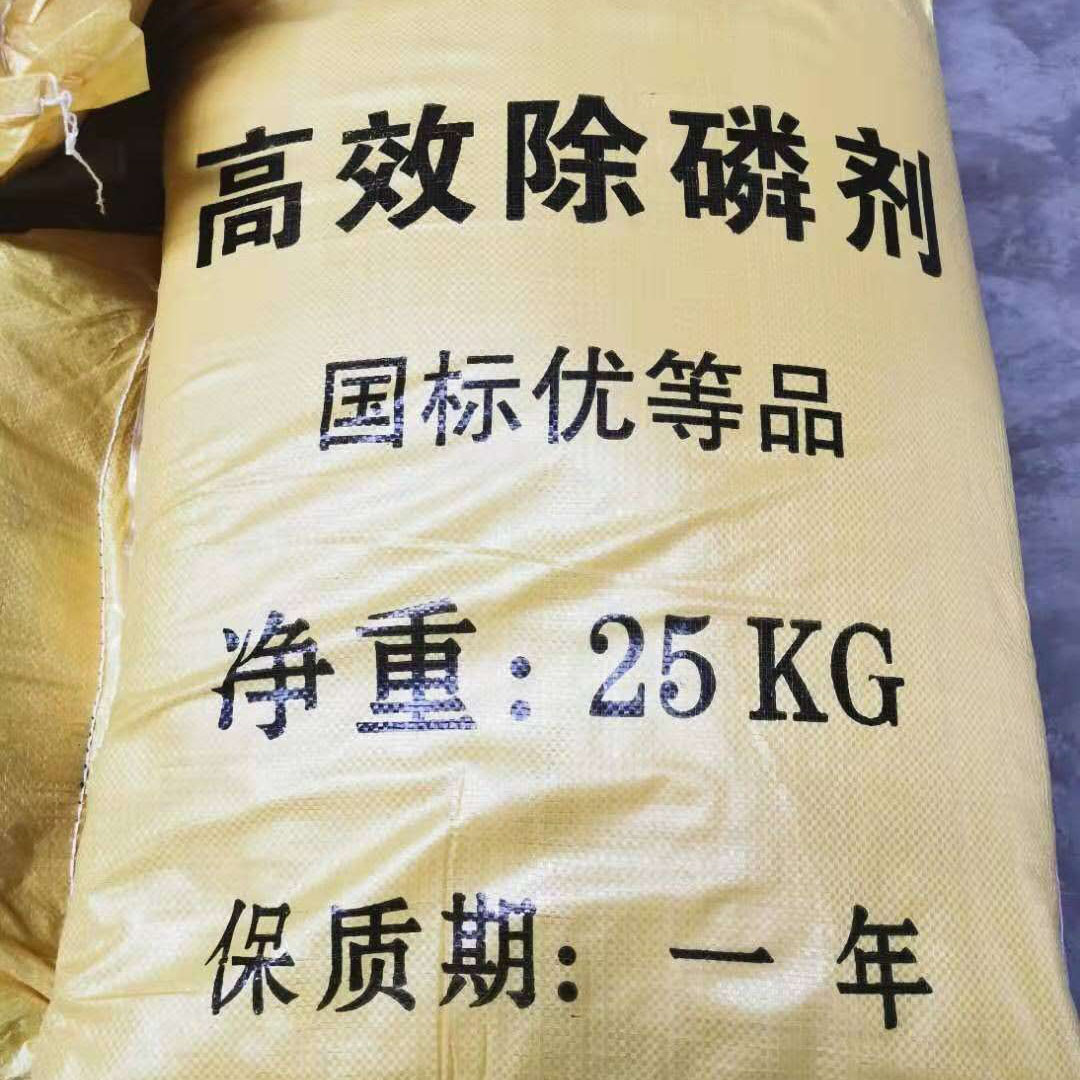 高效除磷剂
国标优等品
净重:25KG
保质期:一年